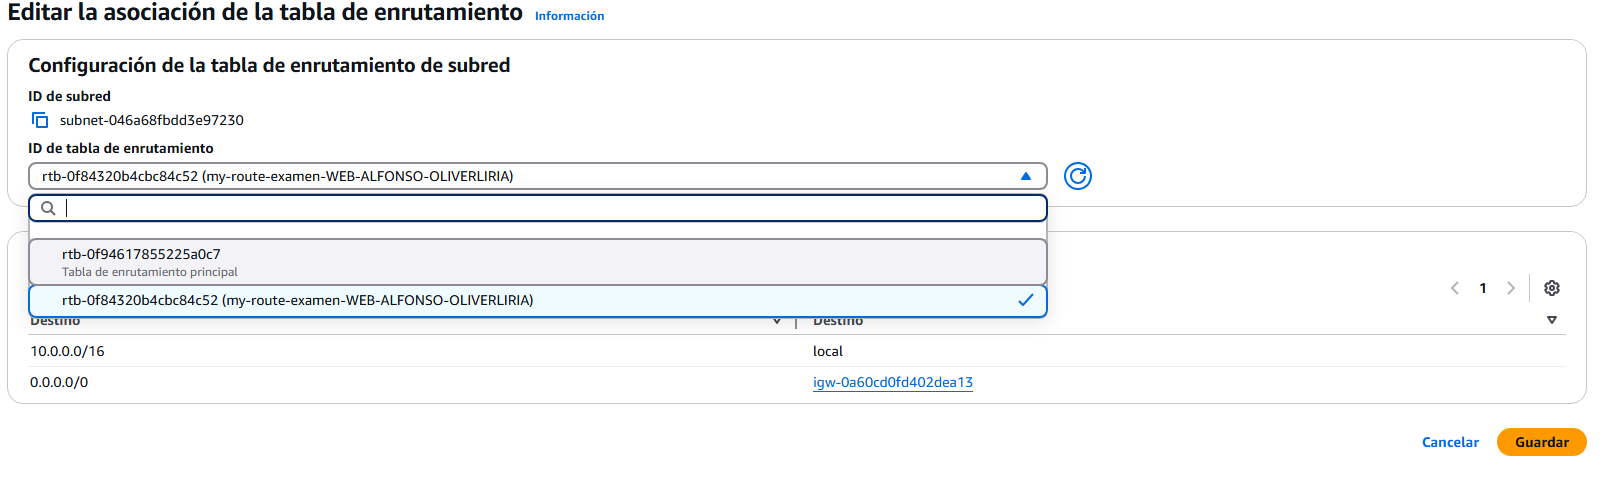 Editar la asociación de la tabla de enrutamiento Información
Configuración de la tabla de enrutamiento de subred
ID de subred
subnet-046a68fbdd3e97230
ID de tabla de enrutamiento
rtb-0f84320b4cbc84c52 (my-route-examen-WEB-ALFONSO-OLIVERLIRIA)
rtb-0f94617855225a0c7
Tabla de enrutamiento principal
rtb-0f84320b4cbc84c52 (my-route-examen-WEB-ALFONSO-OLIVERLIRIA)
1
Destino Destino
10.0.0.0/16 local
0.0.0.0/0 igw-0a60cd0fd402dea13
Cancelar Guardar